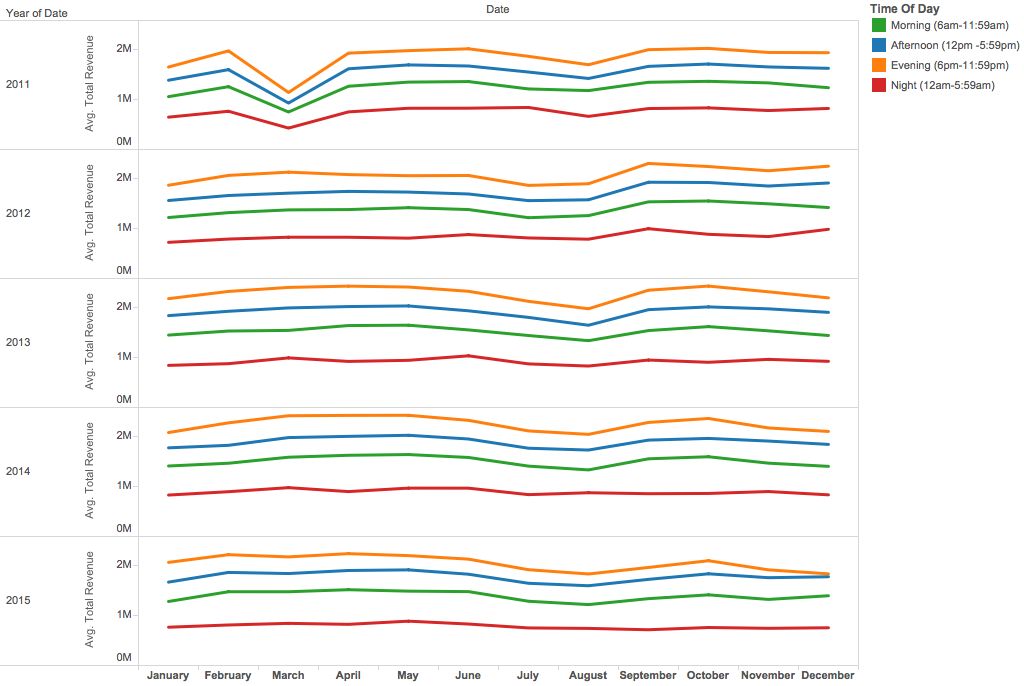 Year of Date
Date
2011
Avg. Total Revenue
2M
1M
0M
2012
Avg. Total Revenue
2M
1M
0M
2013
Avg. Total Revenue
2M
1M
0M
2014
Avg. Total Revenue
2M
1M
0M
2015
Avg. Total Revenue
2M
1M
0M
January February March April May June July August September October November December
Time Of Day
Morning (6am-11:59am)
Afternoon (12pm -5:59pm)
Evening (6pm-11:59pm)
Night (12am-5:59am)